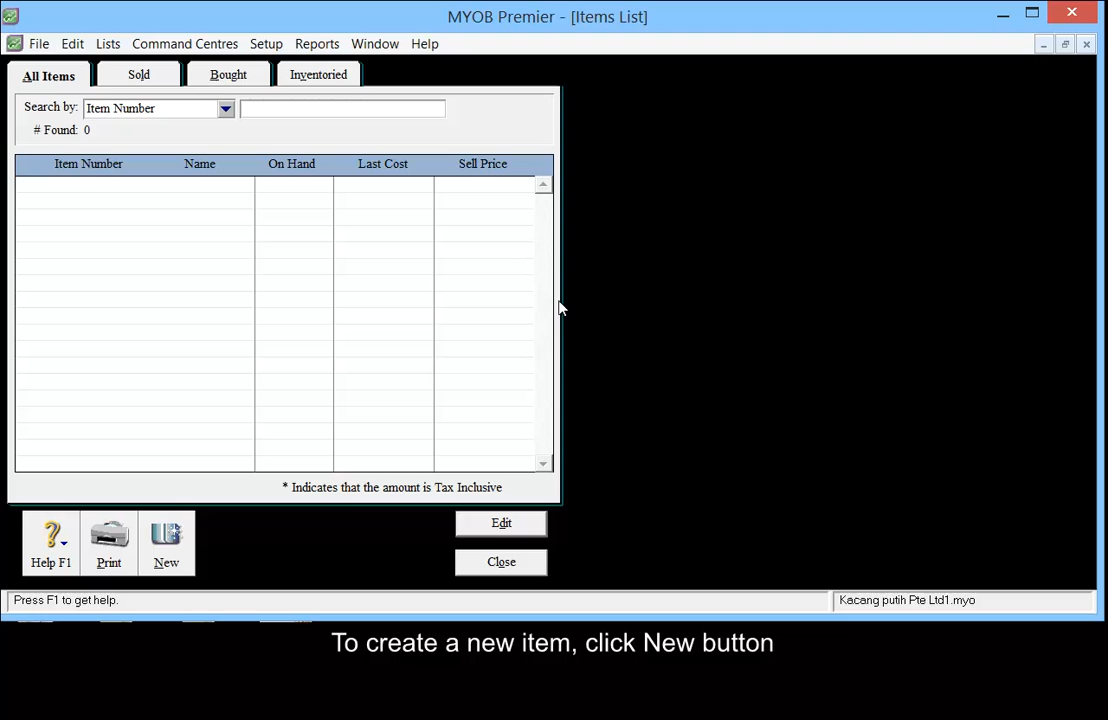 MYOB Premier - [Items List]
File Edit Lists Command Centres Setup Reports Window Help
All Items Sold Bought Inventoried
Search by: Item Number
# Found: 0
Item Number Name On Hand Last Cost Sell Price
* Indicates that the amount is Tax Inclusive
Help F1 Print New Edit
Close
Press F1 to get help. Kacang putih Pte Ltd1.myo
To create a new item, click New button